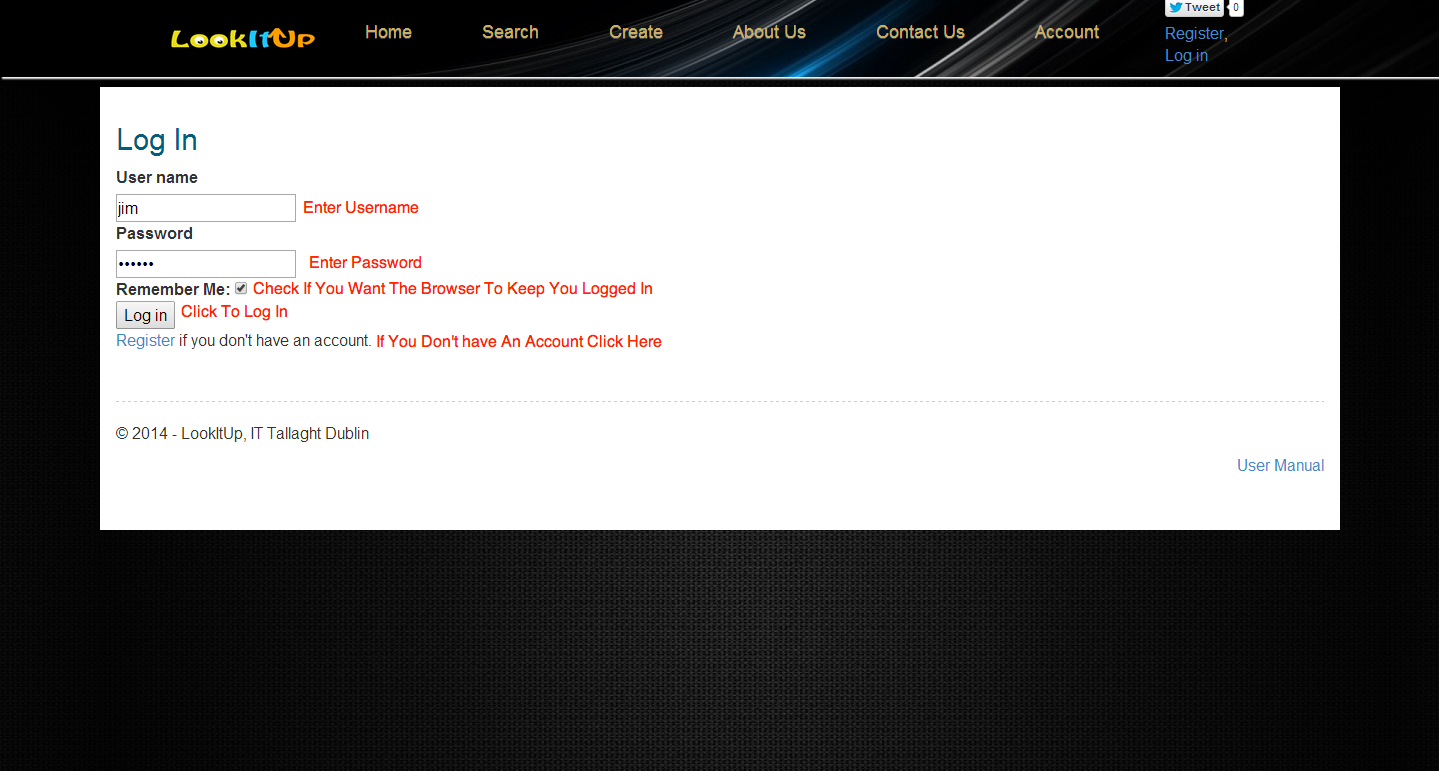 LookItUp Home Search Create About Us Contact Us Account
Tweet 0
Register,
Log in
Log In
User name
jim Enter Username
Password
•••••• Enter Password
Remember Me: Check If You Want The Browser To Keep You Logged In
Log in Click To Log In
Register if you don't have an account. If You Don't have An Account Click Here
© 2014 - LookItUp, IT Tallaght Dublin
User Manual